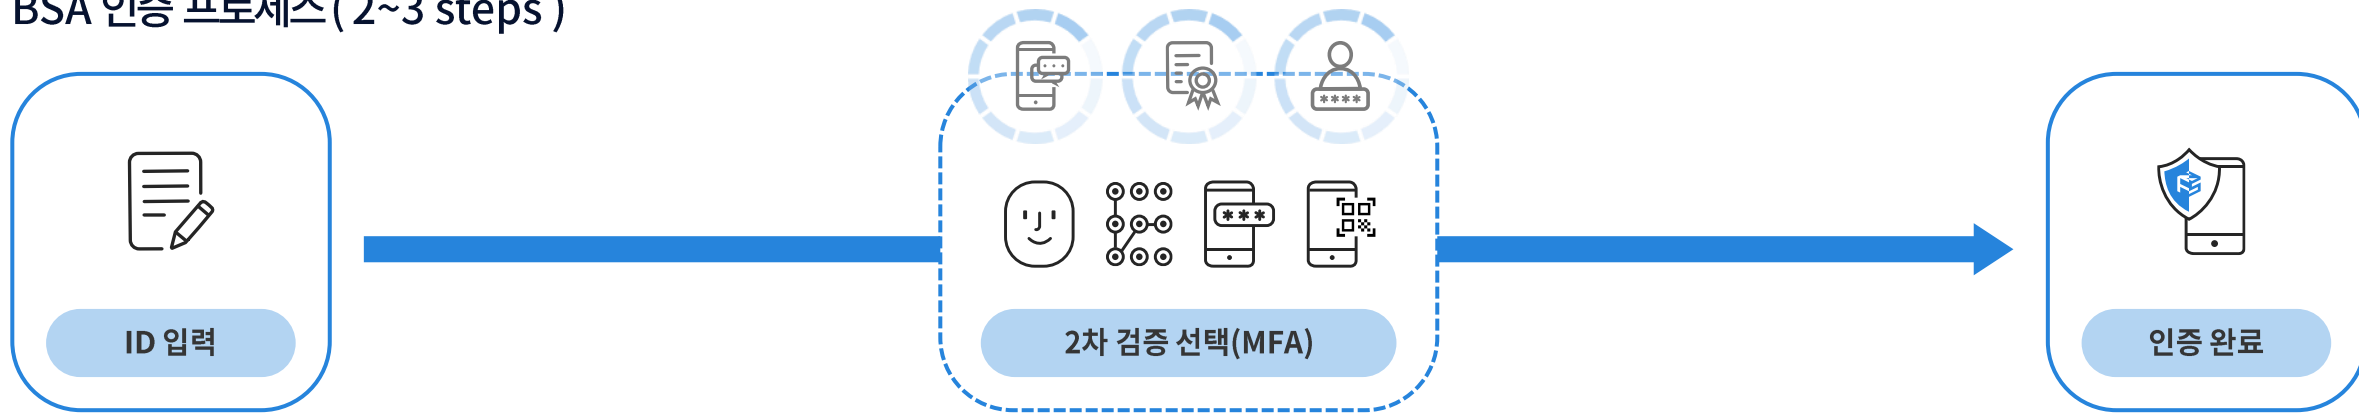 BSA 인증 프로세스( 2~3 steps )
ID 입력
2차 검증 선택(MFA)
인증 완료